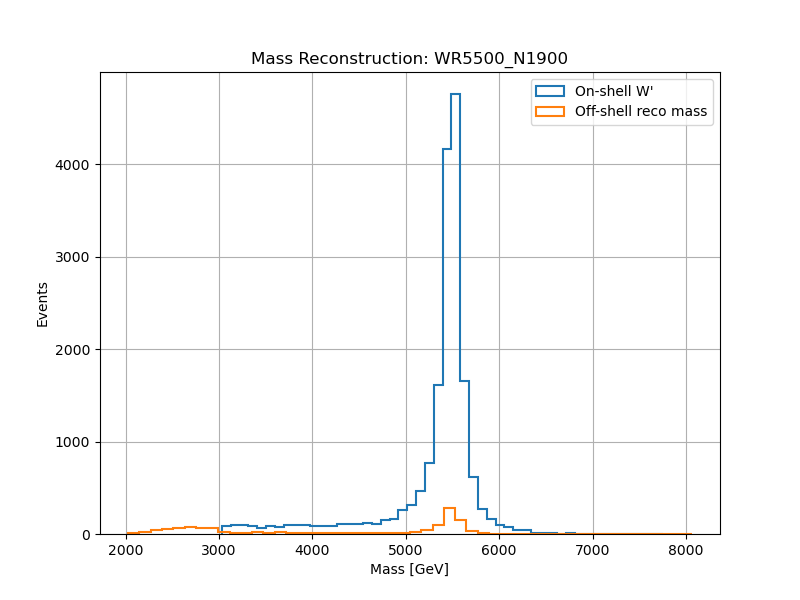 Mass Reconstruction: WR5500_N1900
On-shell W'
Off-shell reco mass
Events
4000
3000
2000
1000
0
2000 3000 4000 5000 6000 7000 8000
Mass [GeV]